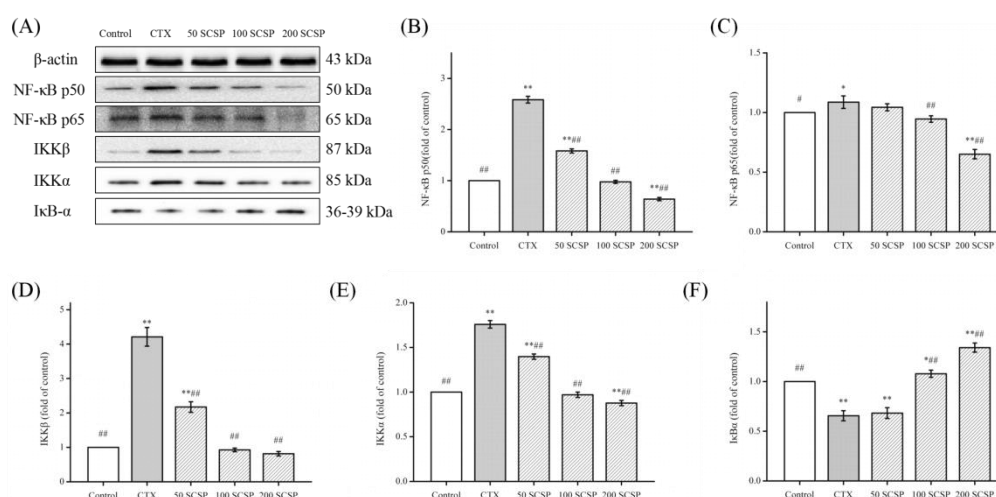 (A)
Control CTX 50 SCSP 100 SCSP 200 SCSP
β-actin 43 kDa
NF-κB p50 50 kDa
NF-κB p65 65 kDa
IKKβ 87 kDa
IKKα 85 kDa
IκB-α 36-39 kDa
(B)
NF-κB p50(fold of control)
3
2
1
0
##
**
**##
##
**##
Control CTX 50 SCSP 100 SCSP 200 SCSP
(C)
NF-κB p65(fold of control)
1.5
1.0
0.5
0.0
#
*
##
**##
Control CTX 50 SCSP 100 SCSP 200 SCSP
(D)
IKKβ (fold of control)
5
4
2
1
0
##
**
**##
##
##
Control CTX 50 SCSP 100 SCSP 200 SCSP
(E)
IKKα (fold of control)
2.0
1.5
1.0
0.5
0.0
##
**
**##
##
**##
Control CTX 50 SCSP 100 SCSP 200 SCSP
(F)
IκBα (fold of control)
1.5
1.0
0.5
0.0
##
**
**
*##
**##
Control CTX 50 SCSP 100 SCSP 200 SCSP